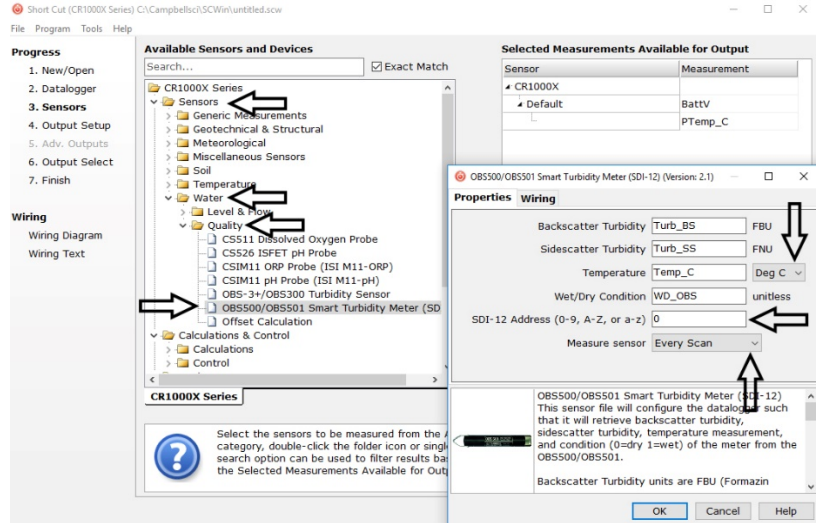 Short Cut (CR1000X Series) C:\Campbellsci\SCWin\untitled.scw
File Program Tools Help
Progress
1. New/Open
2. Datalogger
3. Sensors
4. Output Setup
5. Adv. Outputs
6. Output Select
7. Finish
Wiring
Wiring Diagram
Wiring Text
Available Sensors and Devices
Search...
Exact Match
CR1000X Series
Sensors
Generic Measurements
Geotechnical & Structural
Meteorological
Miscellaneous Sensors
Soil
Temperature
Water
Level & Flow
Quality
CS511 Dissolved Oxygen Probe
CS526 ISFET pH Probe
CSIM11 ORP Probe (ISI M11-ORP)
CSIM11 pH Probe (ISI M11-pH)
OBS-3+/OBS300 Turbidity Sensor
OBS500/OBS501 Smart Turbidity Meter (SD
Offset Calculation
Calculations & Control
Calculations
Control
CR1000X Series
Select the sensors to be measured from the A
category, double-click the folder icon or singl
search option can be used to filter results ba
the Selected Measurements Available for Outp
Selected Measurements Available for Output
Sensor Measurement
CR1000X
Default BattV
PTemp_C
OBS500/OBS501 Smart Turbidity Meter (SDI-12) (Version: 2.1)
Properties Wiring
Backscatter Turbidity Turb_BS FBU
Sidescatter Turbidity Turb_SS FNU
Temperature Temp_C Deg C
Wet/Dry Condition WD_OBS unitless
SDI-12 Address (0-9, A-Z, or a-z) 0
Measure sensor Every Scan
OBS500/OBS501 Smart Turbidity Meter (SDI-12)
This sensor file will configure the datalogger such
that it will retrieve backscatter turbidity,
sidescatter turbidity, temperature measurement,
and condition (0=dry 1=wet) of the meter from the
OBS500/OBS501.
Backscatter Turbidity units are FBU (Formazin
OK Cancel Help